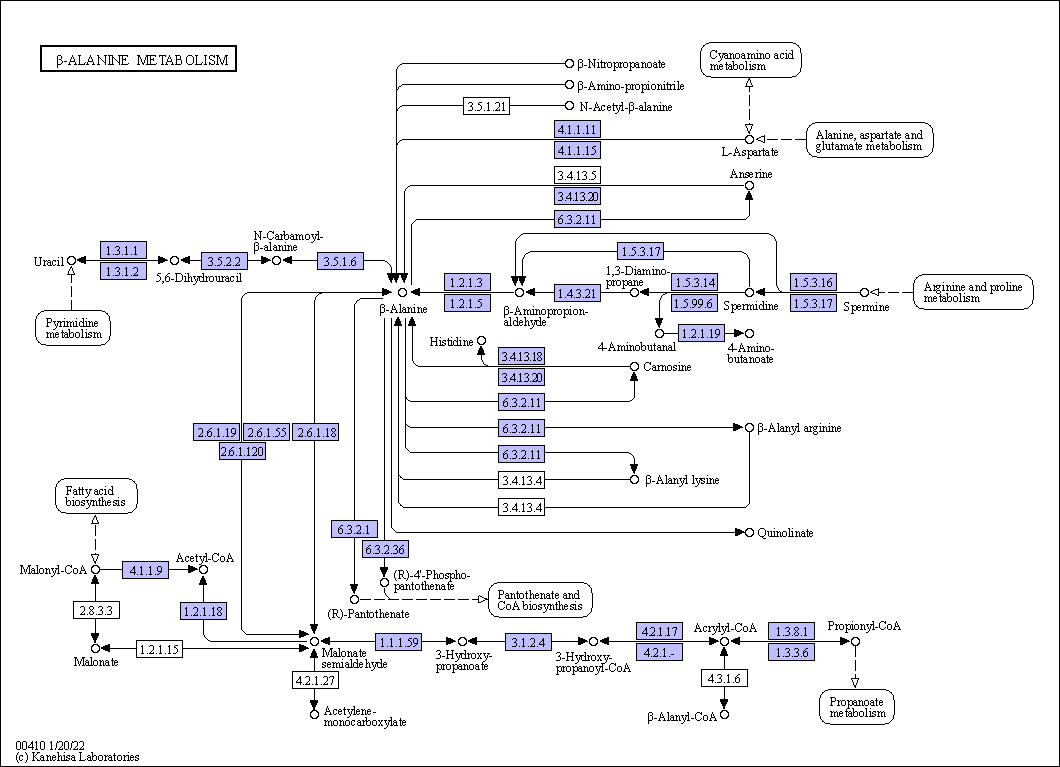 β-ALANINE METABOLISM
β-Nitropropanoate
β-Amino-propionitrile
3.5.1.21
N-Acetyl-β-alanine
Cyanoamino acid
metabolism
4.1.1.11
4.1.1.15
L-Aspartate
Alanine, aspartate and
glutamate metabolism
3.4.13.5
3.4.13.20
Anserine
6.3.2.11
Uracil
1.3.1.1
1.3.1.2
5,6-Dihydrouracil
3.5.2.2
N-Carbamoyl-
β-alanine
3.5.1.6
Pyrimidine
metabolism
β-Alanine
1.2.1.3
1.2.1.5
β-Aminopropion-
aldehyde
1.4.3.21
1,3-Diamino-
propane
1.5.3.17
1.5.3.14
1.5.99.6
Spermidine
1.5.3.16
1.5.3.17
Spermine
Arginine and proline
metabolism
4-Aminobutanal
1.2.1.19
4-Amino-
butanoate
Histidine
3.4.13.18
3.4.13.20
Carnosine
6.3.2.11
6.3.2.11
β-Alanyl arginine
6.3.2.11
3.4.13.4
β-Alanyl lysine
3.4.13.4
Quinolinate
2.6.1.19
2.6.1.55
2.6.1.18
2.6.1.120
6.3.2.1
6.3.2.36
(R)-4'-Phospho-
pantothenate
(R)-Pantothenate
Pantothenate and
CoA biosynthesis
Fatty acid
biosynthesis
Malonyl-CoA
4.1.1.9
Acetyl-CoA
2.8.3.3
1.2.1.18
Malonate
1.2.1.15
Malonate
semialdehyde
4.2.1.27
Acetylene-
monocarboxylate
1.1.1.59
3-Hydroxy-
propanoate
3.1.2.4
3-Hydroxy-
propanoyl-CoA
4.2.1.17
4.2.1.-
Acrylyl-CoA
1.3.8.1
1.3.3.6
Propionyl-CoA
4.3.1.6
β-Alanyl-CoA
Propanoate
metabolism
00410 1/20/22
(c) Kanehisa Laboratories